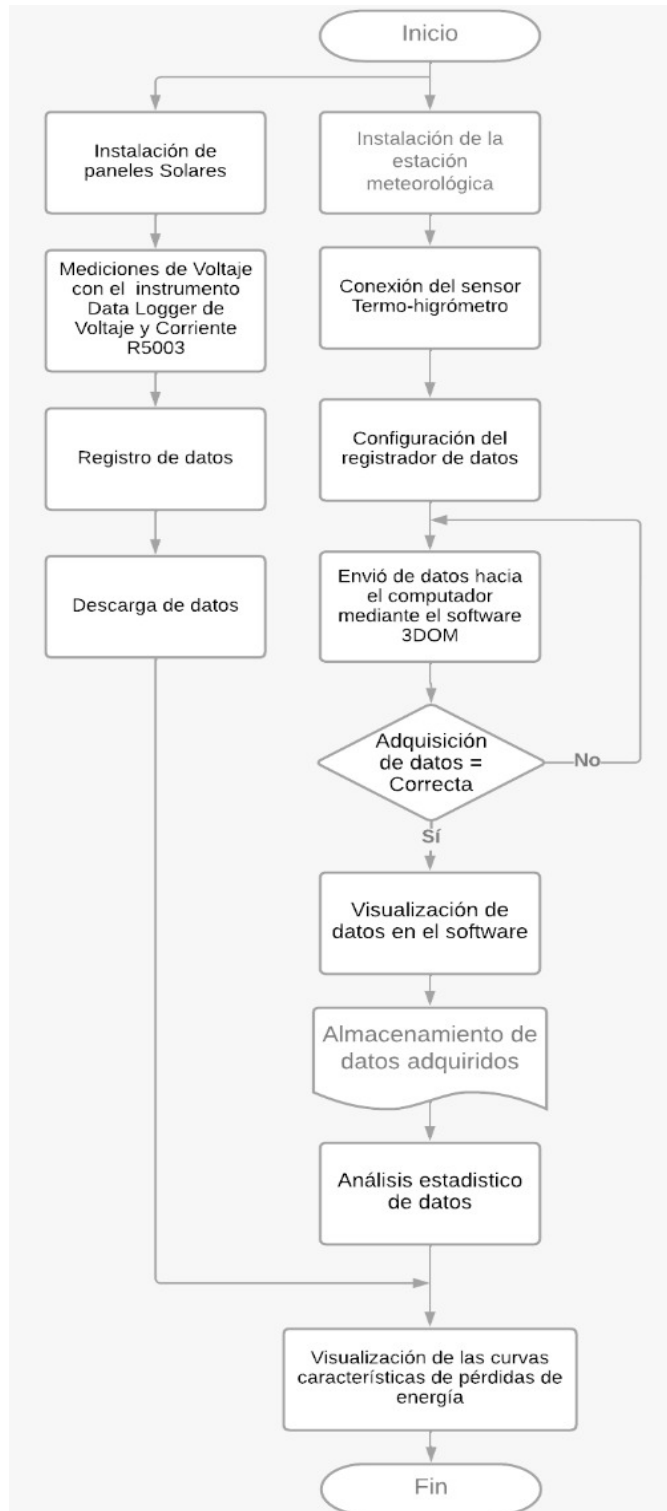 Inicio
Instalación de
paneles Solares
Mediciones de Voltaje
con el instrumento
Data Logger de
Voltaje y Corriente
R5003
Registro de datos
Descarga de datos
Instalación de la
estación
meteorológica
Conexión del sensor
Termo-higrómetro
Configuración del
registrador de datos
Envió de datos hacia
el computador
mediante el software
3DOM
Adquisición
de datos =
Correcta
No
Sí
Visualización de
datos en el software
Almacenamiento de
datos adquiridos
Análisis estadistico
de datos
Visualización de las curvas
características de pérdidas de
energía
Fin